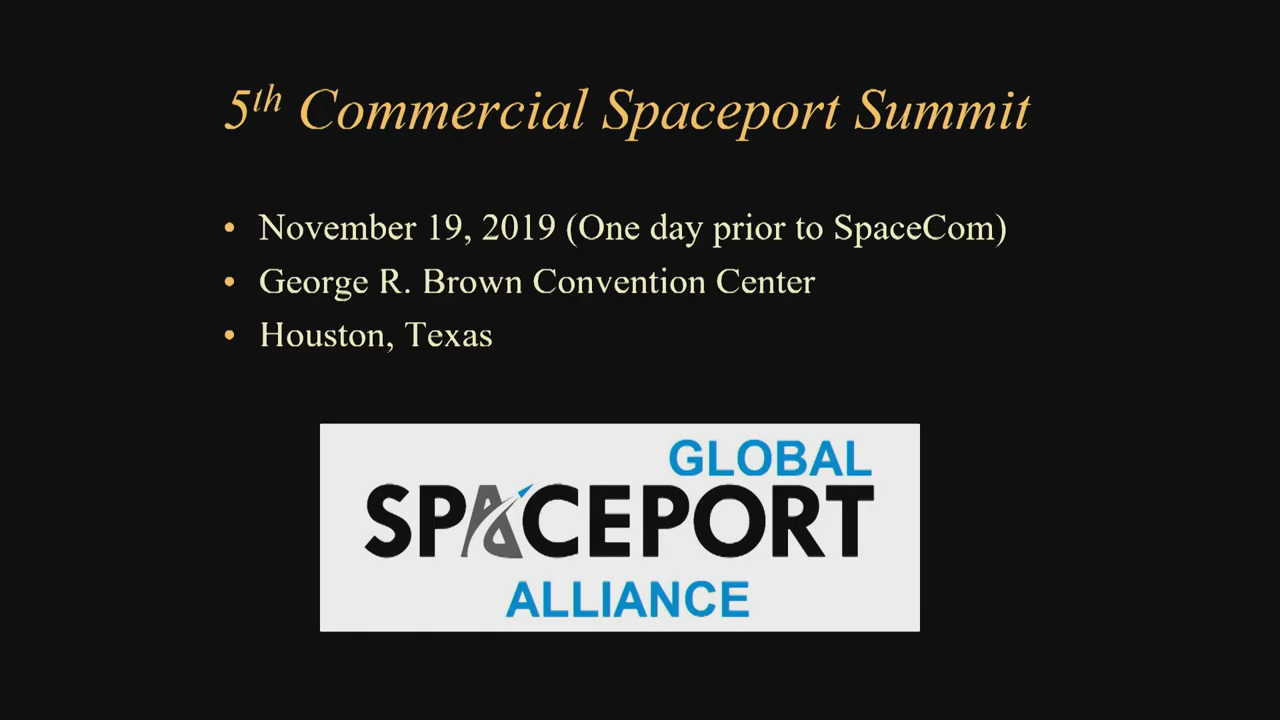 5th Commercial Spaceport Summit
• November 19, 2019 (One day prior to SpaceCom)
• George R. Brown Convention Center
• Houston, Texas
GLOBAL
SPACEPORT
ALLIANCE